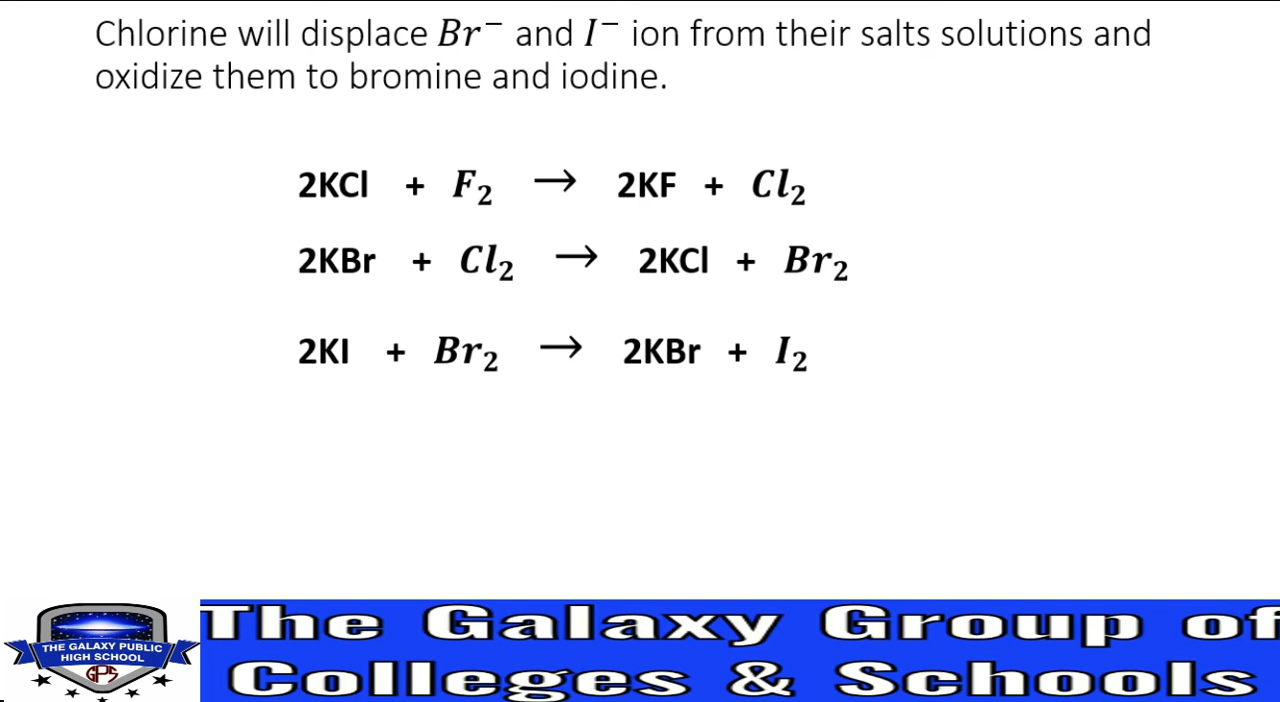 Chlorine will displace Br⁻ and I⁻ ion from their salts solutions and
oxidize them to bromine and iodine.
2KCl + F₂ → 2KF + Cl₂
2KBr + Cl₂ → 2KCl + Br₂
2KI + Br₂ → 2KBr + I₂
THE GALAXY PUBLIC
HIGH SCHOOL
GPS
The Galaxy Group of
Colleges & Schools